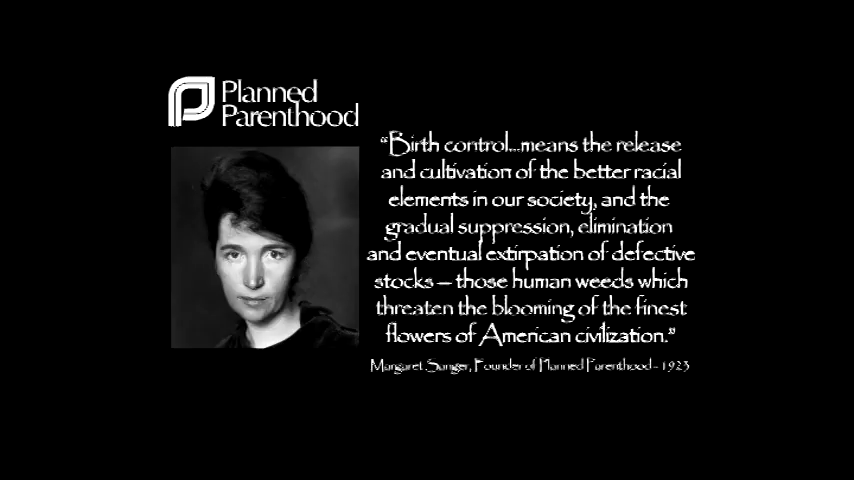 Planned
Parenthood
“Birth control...means the release
and cultivation of the better racial
elements in our society, and the
gradual suppression, elimination
and eventual extirpation of defective
stocks — those human weeds which
threaten the blooming of the finest
flowers of American civilization.”
Margaret Sanger, Founder of Planned Parenthood - 1923